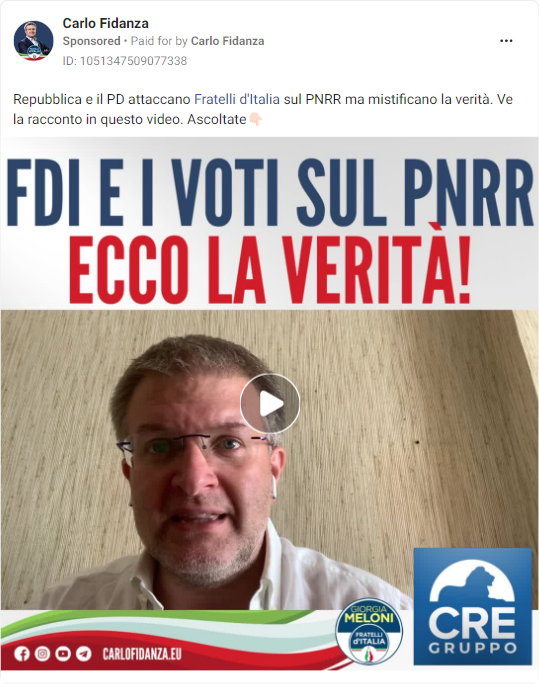 Carlo Fidanza
Sponsored • Paid for by Carlo Fidanza
ID: 1051347509077338
Repubblica e il PD attaccano Fratelli d'Italia sul PNRR ma mistificano la verità. Ve
la racconto in questo video. Ascoltate👇🏻
FDI E I VOTI SUL PNRR
ECCO LA VERITÀ!
GIORGIA
MELONI
FRATELLI
d'ITALIA
CRE
GRUPPO
CARLOFIDANZA.EU